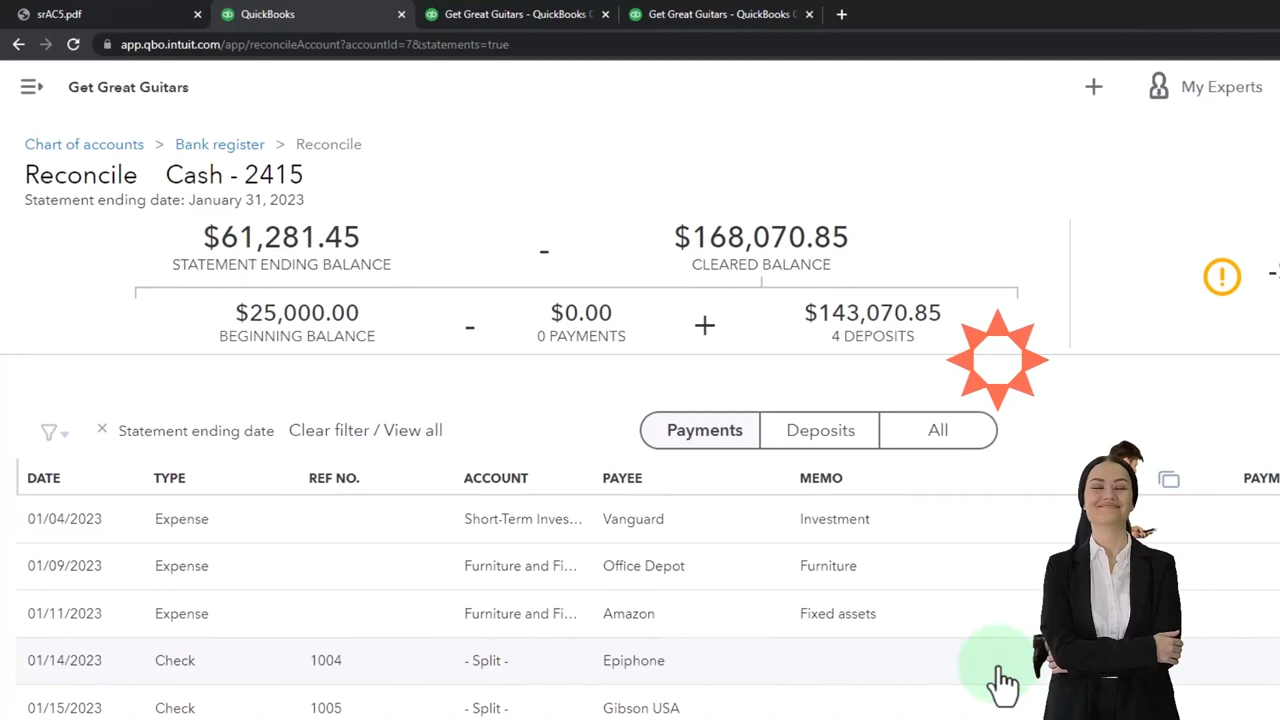 srAC5.pdf
QuickBooks
Get Great Guitars - QuickBooks
Get Great Guitars - QuickBooks
app.qbo.intuit.com/app/reconcileAccount?accountId=7&statements=true
Get Great Guitars
My Experts
Chart of accounts > Bank register > Reconcile
Reconcile Cash - 2415
Statement ending date: January 31, 2023
$61,281.45 - $168,070.85
STATEMENT ENDING BALANCE CLEARED BALANCE
$25,000.00 - $0.00 + $143,070.85
BEGINNING BALANCE 0 PAYMENTS 4 DEPOSITS
Statement ending date Clear filter / View all Payments Deposits All
DATE TYPE REF NO. ACCOUNT PAYEE MEMO
01/04/2023 Expense Short-Term Inves... Vanguard Investment
01/09/2023 Expense Furniture and Fi... Office Depot Furniture
01/11/2023 Expense Furniture and Fi... Amazon Fixed assets
01/14/2023 Check 1004 - Split - Epiphone
01/15/2023 Check 1005 - Split - Gibson USA